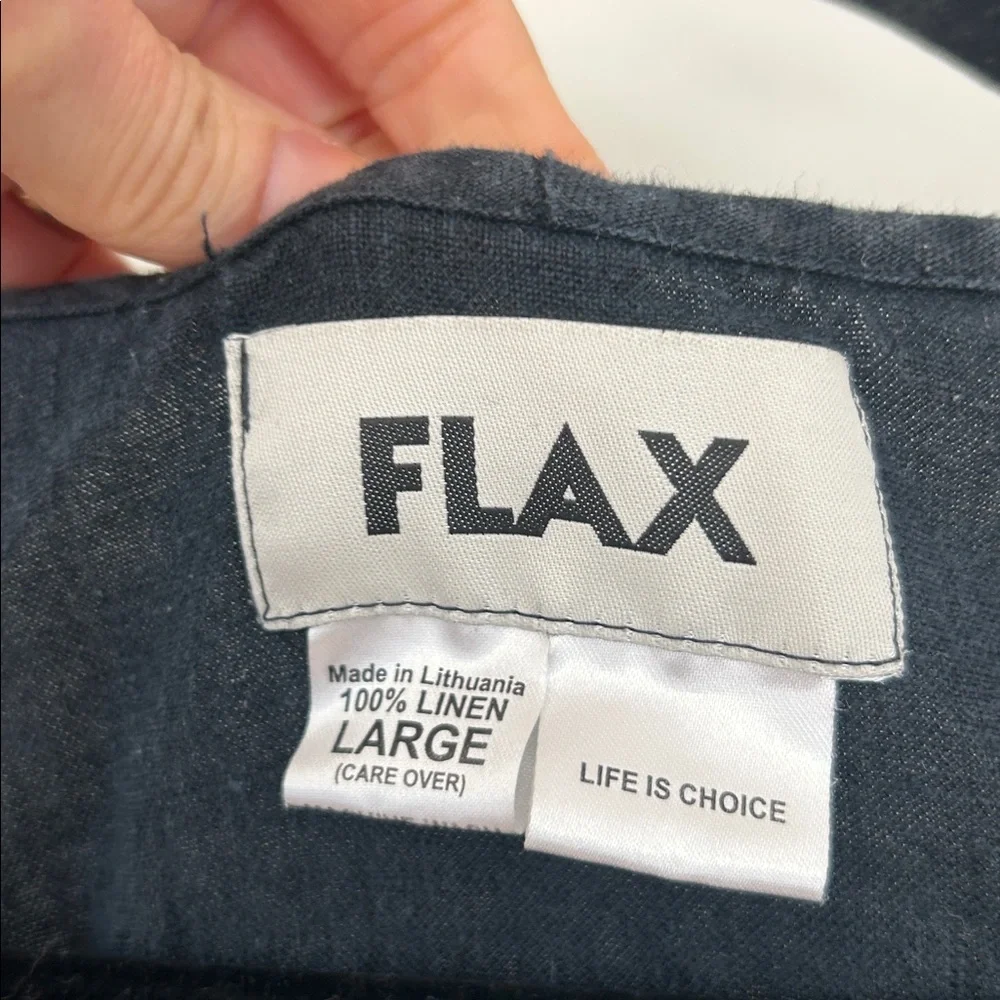 FLAX
Made in Lithuania
100% LINEN
LARGE
(CARE OVER)
LIFE IS CHOICE